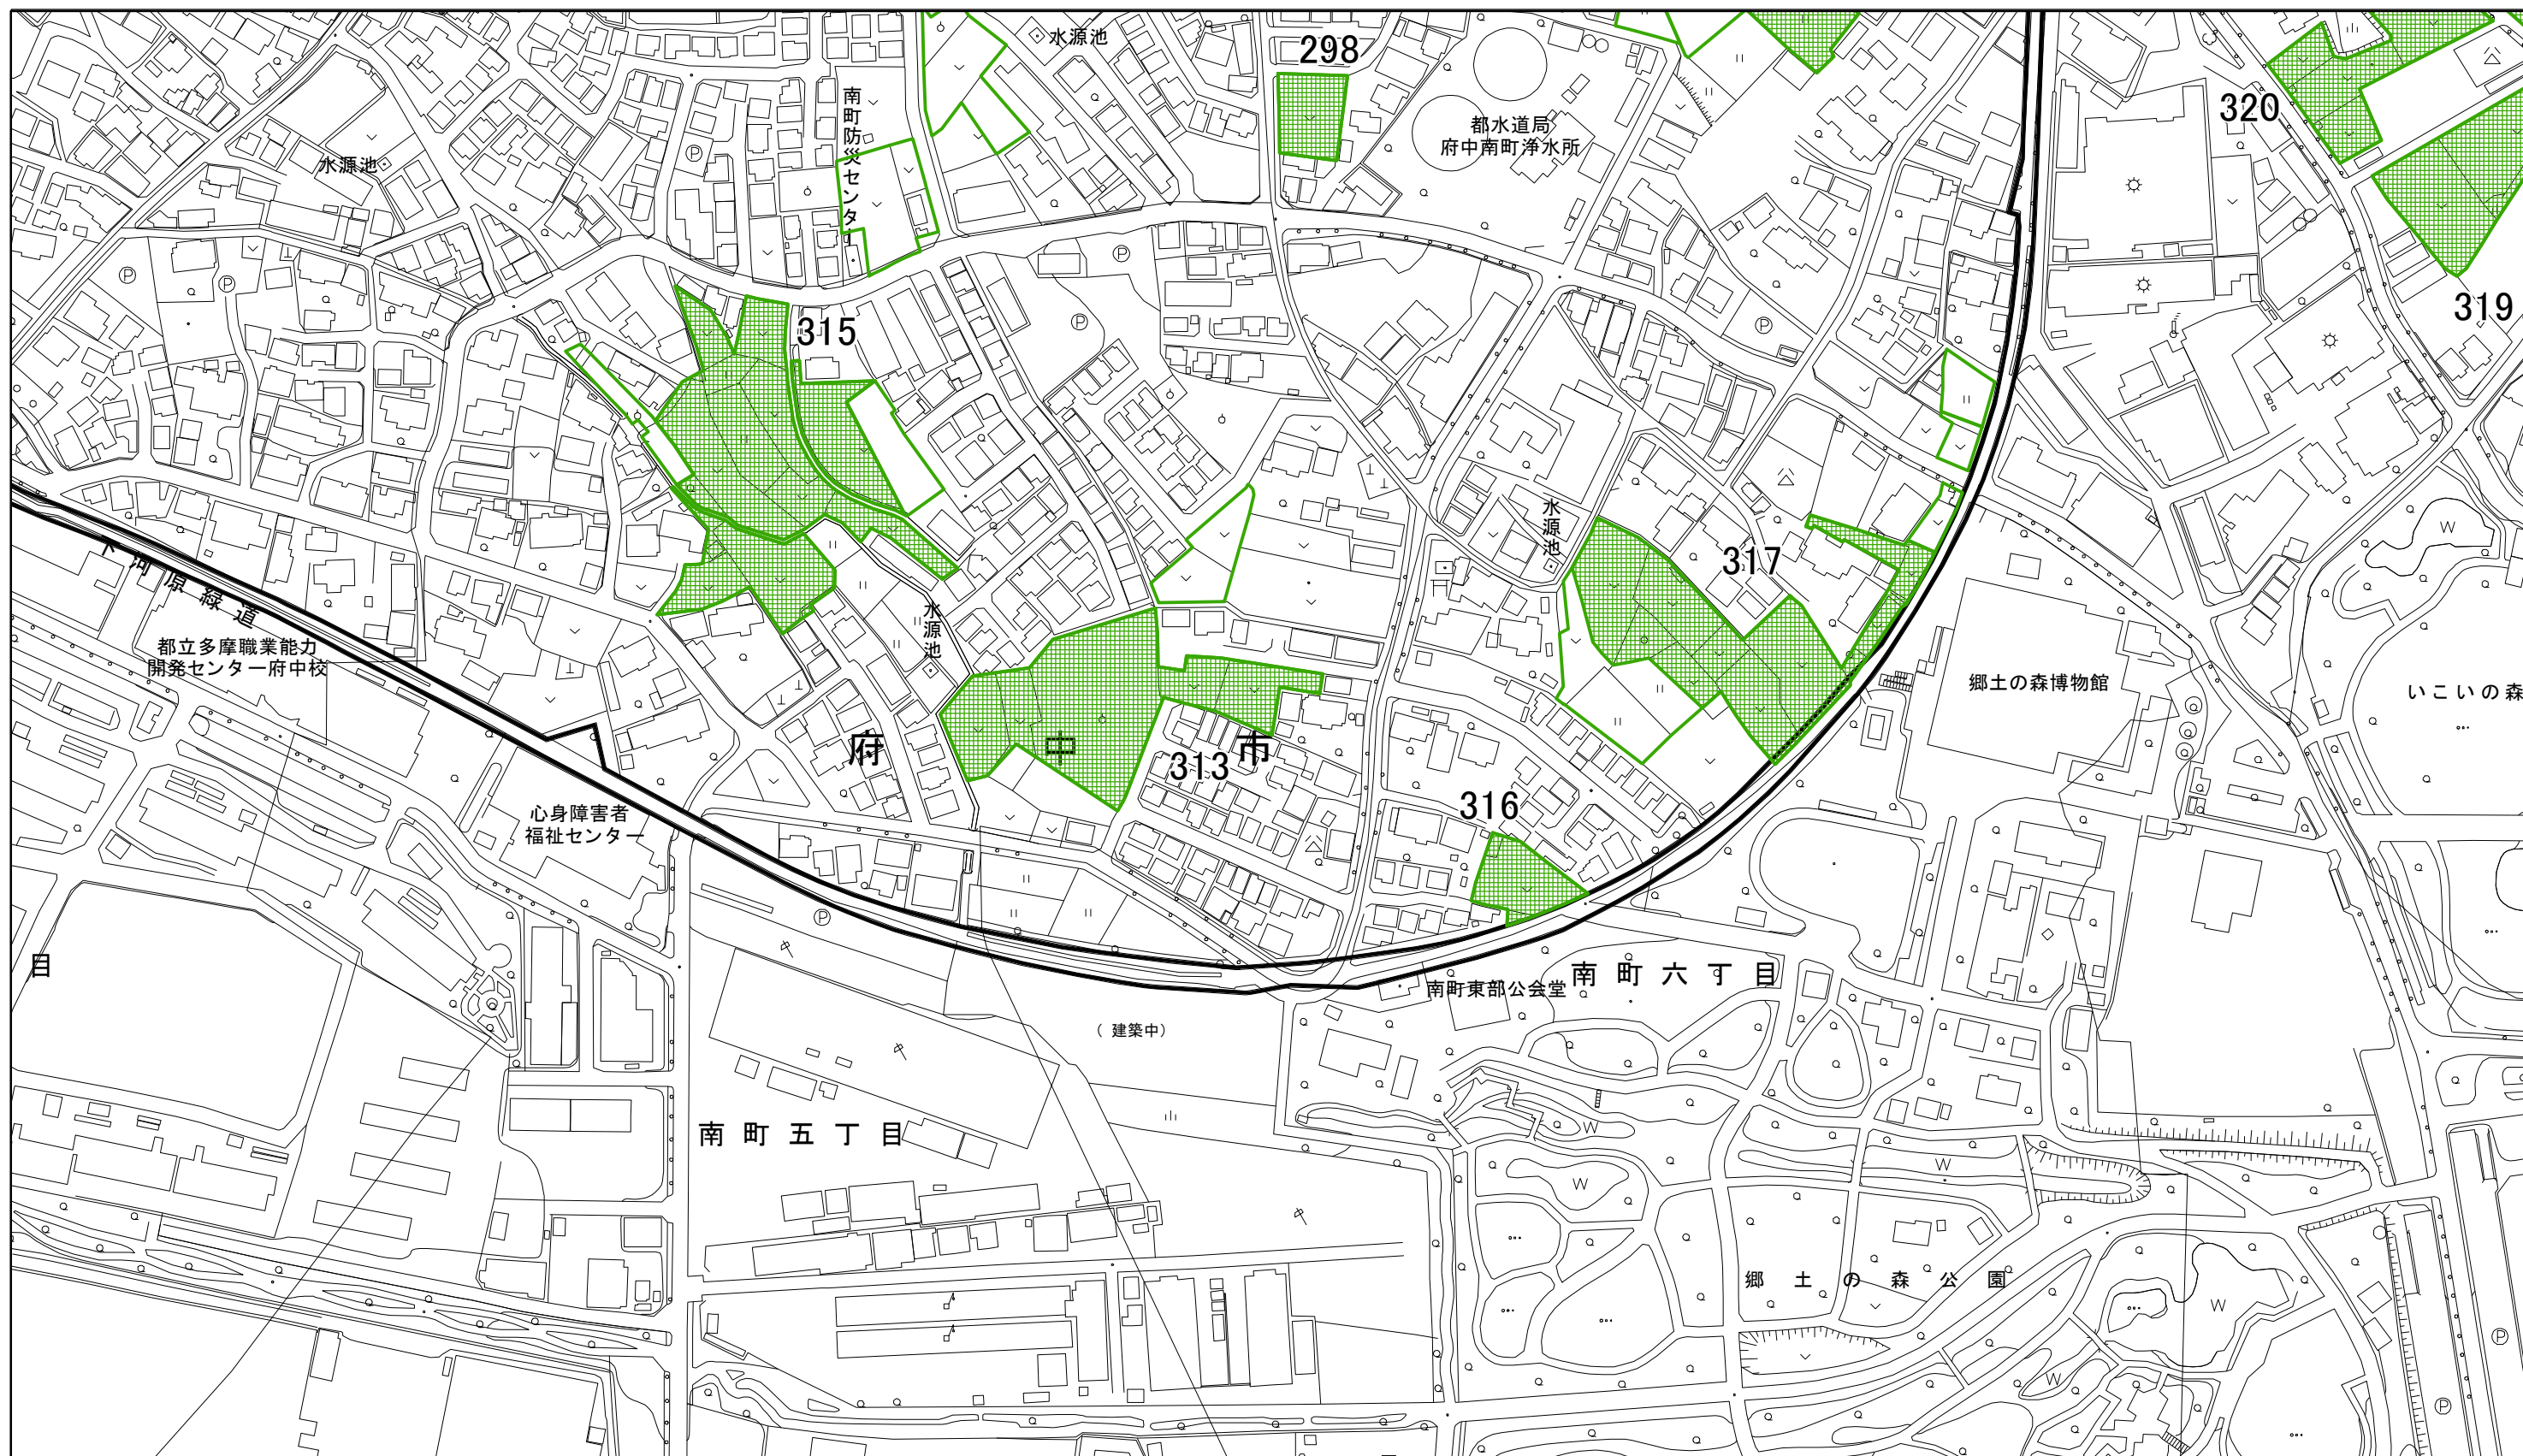 水源池
298
都水道局
府中南町浄水所
320
南町防災センター
水源池
319
315
水源池
317
下河原緑道
都立多摩職業能力
開発センター府中校
水源池
郷土の森博物館
いこいの森
府中市
313
316
心身障害者
福祉センター
目
南町六丁目
南町東部公会堂
（建築中）
南町五丁目
郷土の森公園